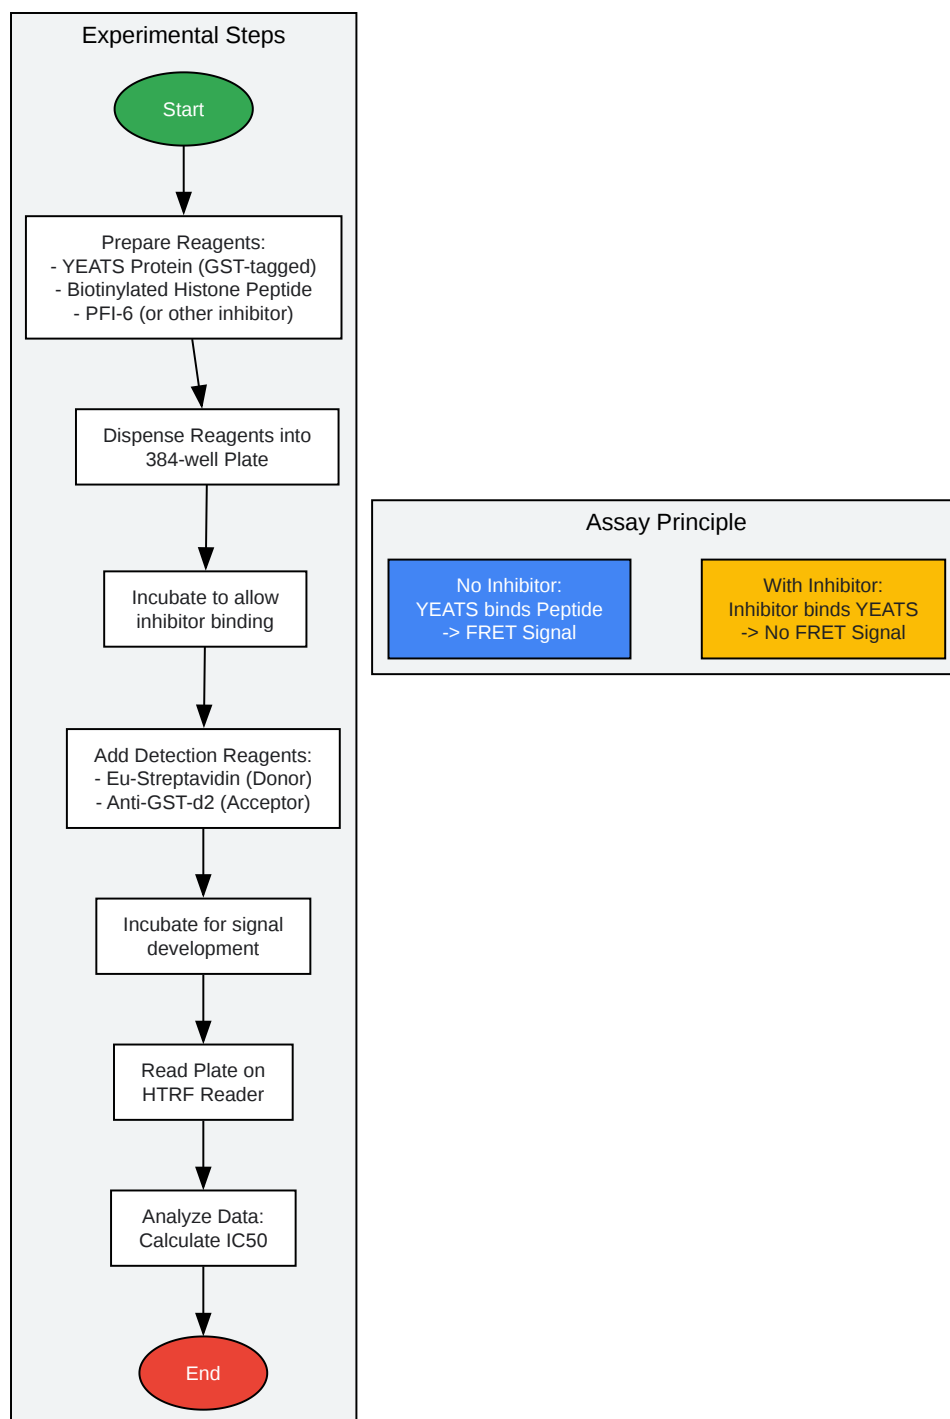 Experimental Steps
Start
Prepare Reagents:
- YEATS Protein (GST-tagged)
- Biotinylated Histone Peptide
- PFI-6 (or other inhibitor)
Dispense Reagents into
384-well Plate
Incubate to allow
inhibitor binding
Add Detection Reagents:
- Eu-Streptavidin (Donor)
- Anti-GST-d2 (Acceptor)
Incubate for signal
development
Read Plate on
HTRF Reader
Analyze Data:
Calculate IC50
End
Assay Principle
No Inhibitor:
YEATS binds Peptide
-> FRET Signal
With Inhibitor:
Inhibitor binds YEATS
-> No FRET Signal